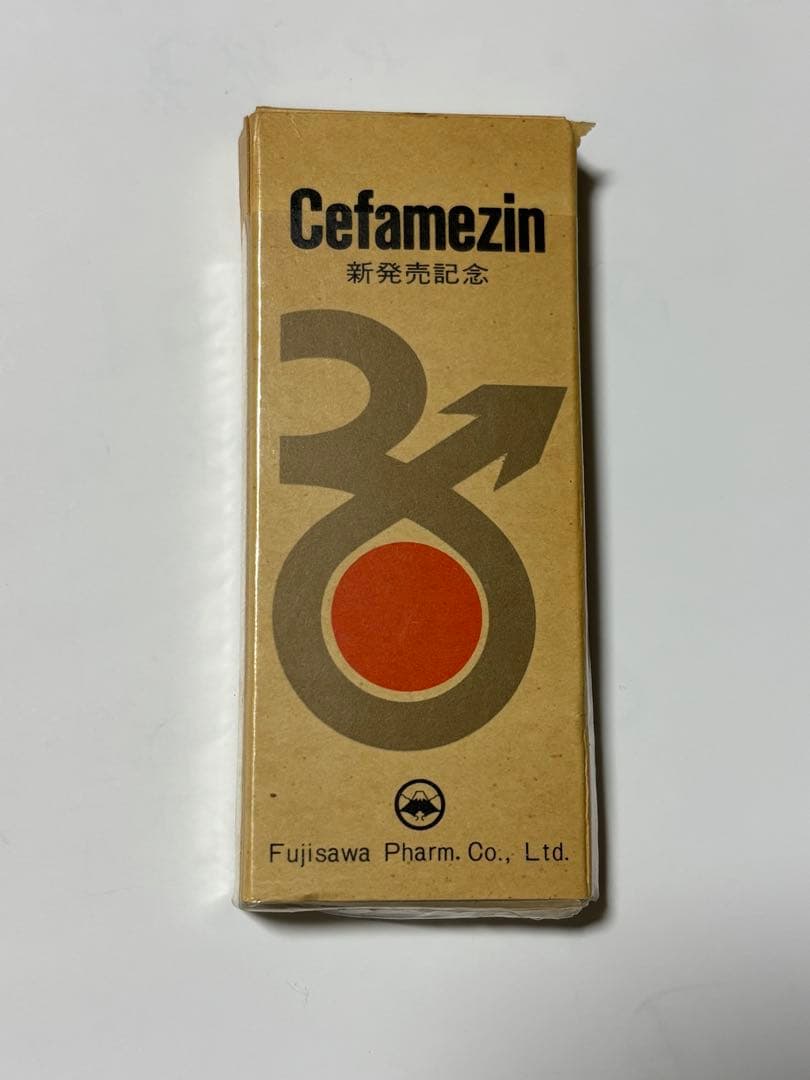 Cefamezin
新発売記念
Fujisawa Pharm. Co., Ltd.